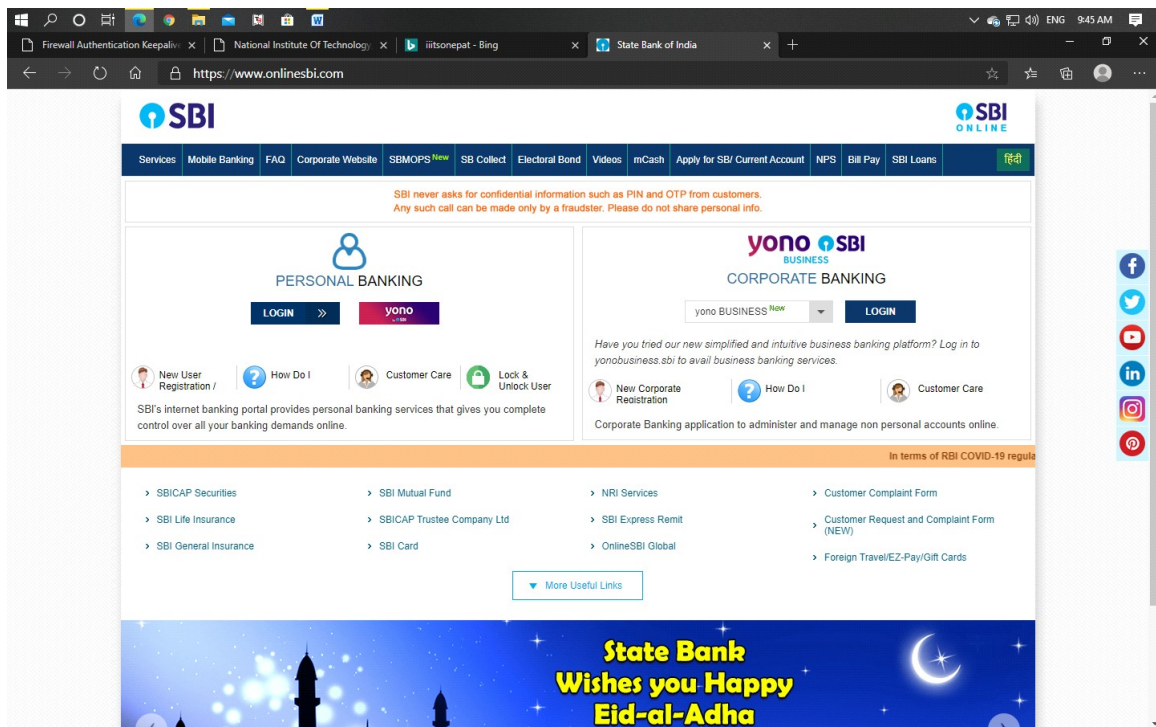 ENG 9:45 AM
Firewall Authentication Keepalive
National Institute Of Technology
iiitsonepat - Bing
State Bank of India
https://www.onlinesbi.com
SBI
SBI
ONLINE
Services Mobile Banking FAQ Corporate Website SBMOPS New SB Collect Electoral Bond Videos mCash Apply for SB/ Current Account NPS Bill Pay SBI Loans हिंदी
SBI never asks for confidential information such as PIN and OTP from customers.
Any such call can be made only by a fraudster. Please do not share personal info.
PERSONAL BANKING
LOGIN
yono
New User
Registration /
How Do I
Customer Care
Lock &
Unlock User
SBI's internet banking portal provides personal banking services that gives you complete
control over all your banking demands online.
yono SBI
BUSINESS
CORPORATE BANKING
yono BUSINESS New
LOGIN
Have you tried our new simplified and intuitive business banking platform? Log in to
yonobusiness.sbi to avail business banking services.
New Corporate
Registration
How Do I
Customer Care
Corporate Banking application to administer and manage non personal accounts online.
In terms of RBI COVID-19 regula
SBICAP Securities
SBI Life Insurance
SBI General Insurance
SBI Mutual Fund
SBICAP Trustee Company Ltd
SBI Card
NRI Services
SBI Express Remit
OnlineSBI Global
Customer Complaint Form
Customer Request and Complaint Form
(NEW)
Foreign Travel/EZ-Pay/Gift Cards
More Useful Links
State Bank
Wishes you Happy
Eid-al-Adha